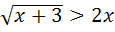 √(x + 3) > 2x